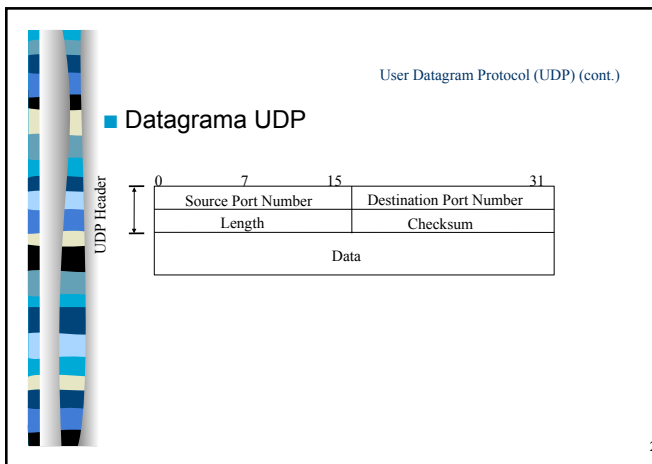 User Datagram Protocol (UDP) (cont.)
Datagrama UDP
0 7 15 31
UDP Header
Source Port Number Destination Port Number
Length Checksum
Data
2